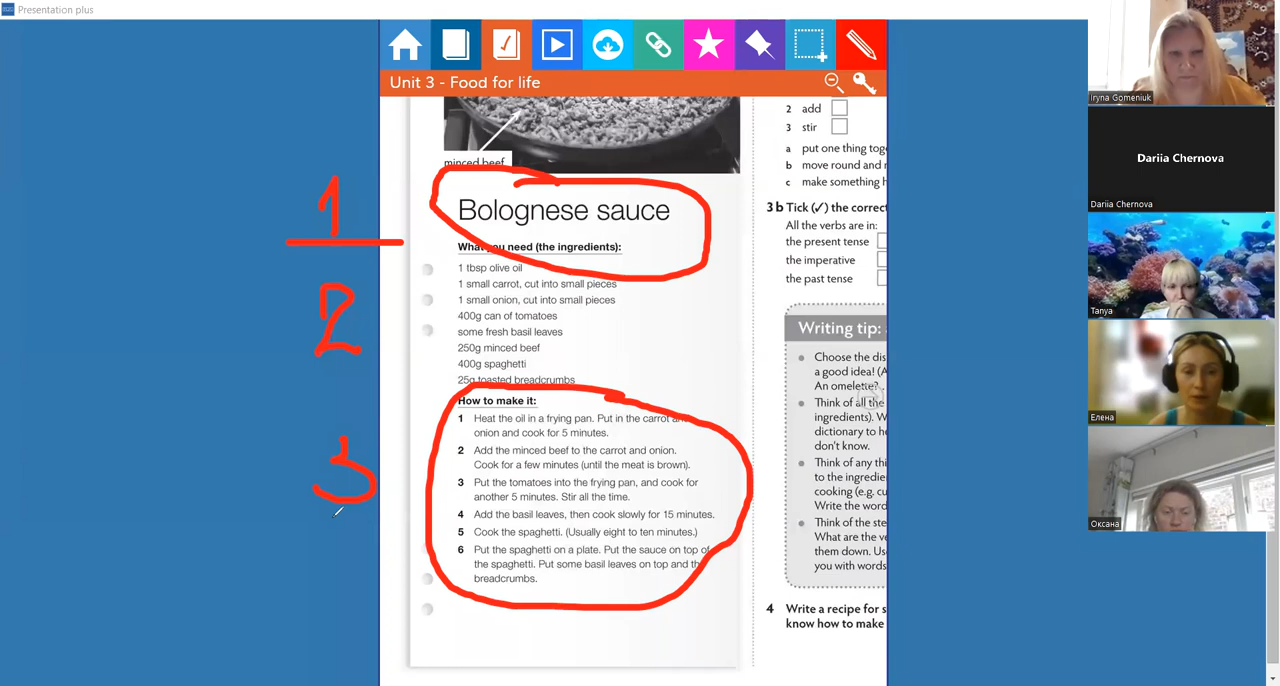 Presentation plus
Unit 3 - Food for life
minced beef
1
2
3
Bolognese sauce
What you need (the ingredients):
1 tbsp olive oil
1 small carrot, cut into small pieces
1 small onion, cut into small pieces
400g can of tomatoes
some fresh basil leaves
250g minced beef
400g spaghetti
25g toasted breadcrumbs
How to make it:
1 Heat the oil in a frying pan. Put in the carrot and
onion and cook for 5 minutes.
2 Add the minced beef to the carrot and onion.
Cook for a few minutes (until the meat is brown).
3 Put the tomatoes into the frying pan, and cook for
another 5 minutes. Stir all the time.
4 Add the basil leaves, then cook slowly for 15 minutes.
5 Cook the spaghetti. (Usually eight to ten minutes.)
6 Put the spaghetti on a plate. Put the sauce on top of
the spaghetti. Put some basil leaves on top and the
breadcrumbs.
2 add
3 stir
a put one thing tog
b move round and
c make something
3 b Tick (✓) the correct
All the verbs are in:
the present tense
the imperative
the past tense
Writing tip:
Choose the dis
a good idea! (A
An omelette?
Think of all the
ingredients). W
dictionary to he
don't know.
Think of any thi
to the ingredie
cooking (e.g. cu
Write the word
Think of the ste
What are the ve
them down. Use
you with words
4 Write a recipe for s
know how to make
Iryna Gomeniuk
Dariia Chernova
Dariia Chernova
Tanya
Елена
Оксана